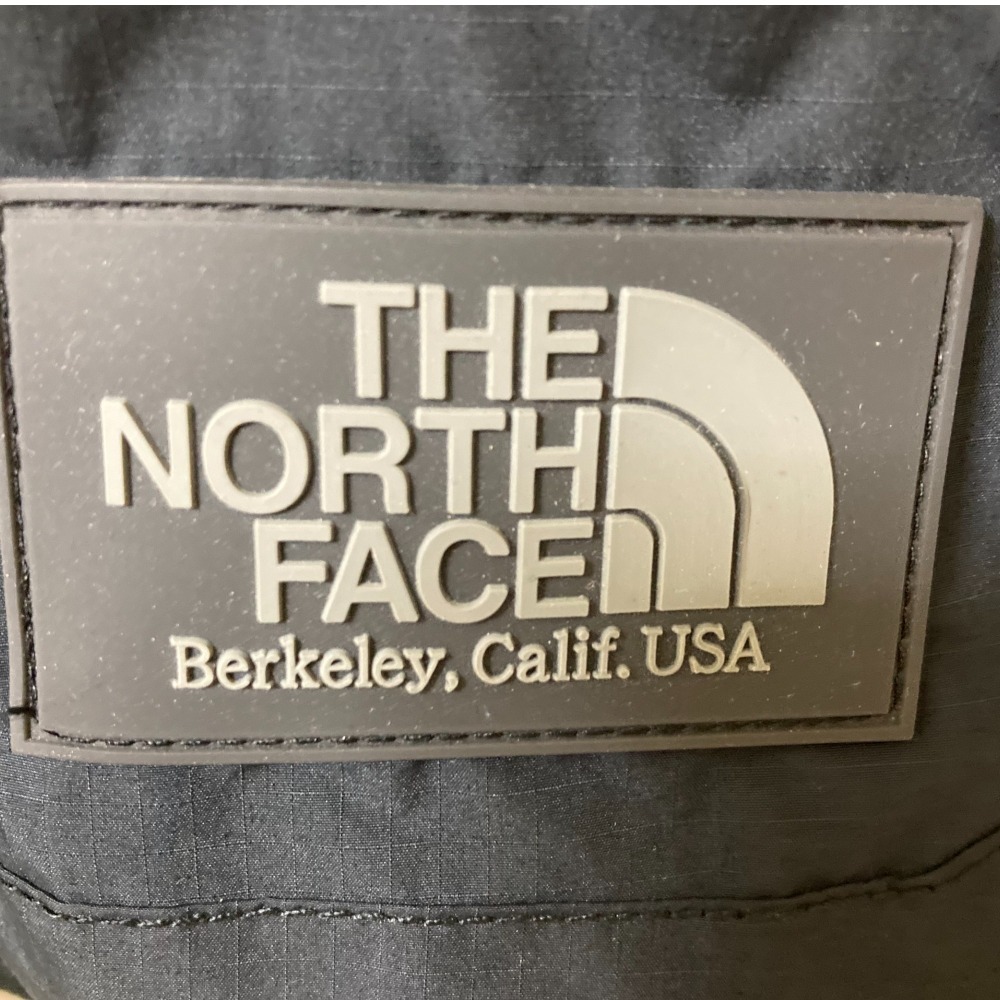 THE
NORTH
FACE
Berkeley, Calif. USA